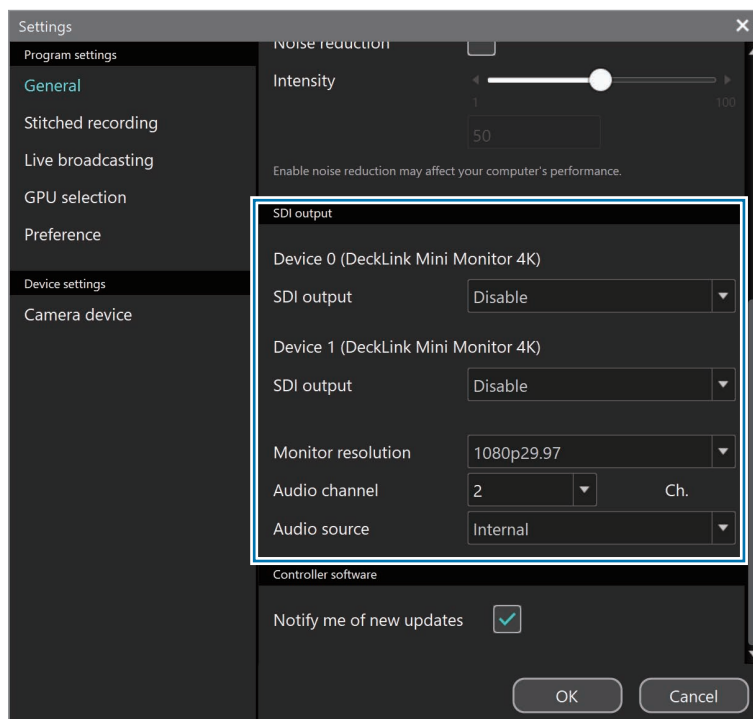 Settings
Program settings
General
Stitched recording
Live broadcasting
GPU selection
Preference
Device settings
Camera device
Noise reduction
Intensity
1
100
50
Enable noise reduction may affect your computer's performance.
SDI output
Device 0 (DeckLink Mini Monitor 4K)
SDI output Disable
Device 1 (DeckLink Mini Monitor 4K)
SDI output Disable
Monitor resolution 1080p29.97
Audio channel 2 Ch.
Audio source Internal
Controller software
Notify me of new updates
OK Cancel